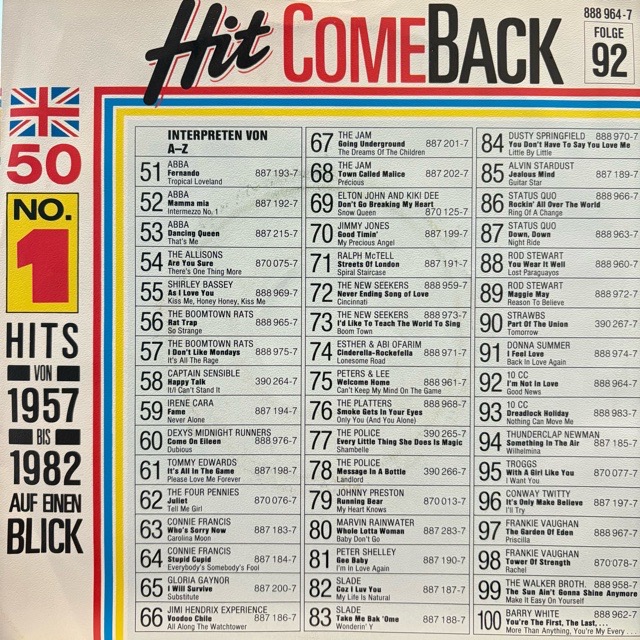 Hit COMEBACK
888 964-7
FOLGE
92
50
NO.
1
HITS
VON
1957
BIS
1982
AUF EINEN
BLICK
INTERPRETEN VON
A–Z
51 ABBA
Fernando 887 193-7
Tropical Loveland
52 ABBA
Mamma mia 887 192-7
Intermezzo No. 1
53 ABBA
Dancing Queen 887 215-7
That's Me
54 THE ALLISONS
Are You Sure 870 075-7
There's One Thing More
55 SHIRLEY BASSEY
As I Love You 888 969-7
Kiss Me, Honey Honey, Kiss Me
56 THE BOOMTOWN RATS
Rat Trap 888 965-7
So Strange
57 THE BOOMTOWN RATS
I Don't Like Mondays 888 975-7
It's All The Rage
58 CAPTAIN SENSIBLE
Happy Talk 390 264-7
It/I Can't Stand It
59 IRENE CARA
Fame 887 194-7
Never Alone
60 DEXYS MIDNIGHT RUNNERS
Come On Eileen 888 976-7
Dubious
61 TOMMY EDWARDS
It's All In The Game 887 198-7
Please Love Me Forever
62 THE FOUR PENNIES
Juliet 870 076-7
Tell Me Girl
63 CONNIE FRANCIS
Who's Sorry Now 887 183-7
Carolina Moon
64 CONNIE FRANCIS
Stupid Cupid 887 184-7
Everybody's Somebody's Fool
65 GLORIA GAYNOR
I Will Survive 887 200-7
Substitute
66 JIMI HENDRIX EXPERIENCE
Voodoo Chile 887 186-7
All Along The Watchtower
67 THE JAM
Going Underground 887 201-7
The Dreams Of The Children
68 THE JAM
Town Called Malice 887 202-7
Precious
69 ELTON JOHN AND KIKI DEE
Don't Go Breaking My Heart
Snow Queen 870 125-7
70 JIMMY JONES
Good Timin' 887 199-7
My Precious Angel
71 RALPH McTELL
Streets Of London 887 191-7
Spiral Staircase
72 THE NEW SEEKERS 888 959-7
Never Ending Song of Love
Cincinnati
73 THE NEW SEEKERS 888 973-7
I'd Like To Teach The World To Sing
Boom Town
74 ESTHER & ABI OFARIM
Cinderella-Rockefella 888 971-7
Lonesome Road
75 PETERS & LEE
Welcome Home 888 961-7
Can't Keep My Mind On The Game
76 THE PLATTERS 888 968-7
Smoke Gets In Your Eyes
Only You (And You Alone)
77 THE POLICE 390 265-7
Every Little Thing She Does Is Magic
Shambelle
78 THE POLICE
Message In A Bottle 390 266-7
Landlord
79 JOHNNY PRESTON
Running Bear 870 013-7
My Heart Knows
80 MARVIN RAINWATER
Whole Lotta Woman 887 283-7
Baby Don't Go
81 PETER SHELLEY
Gee Baby 887 190-7
I'm In Love Again
82 SLADE
Coz I Luv You 887 187-7
My Life Is Natural
83 SLADE
Take Me Bak 'Ome 887 188-7
Wonderin' Y
84 DUSTY SPRINGFIELD 888 970-7
You Don't Have To Say You Love Me
Little By Little
85 ALVIN STARDUST
Jealous Mind 887 189-7
Guitar Star
86 STATUS QUO 888 966-7
Rockin' All Over The World
Ring Of A Change
87 STATUS QUO
Down, Down 888 963-7
Night Ride
88 ROD STEWART
You Wear It Well 888 960-7
Lost Paraguayos
89 ROD STEWART
Maggie May 888 972-7
Reason To Believe
90 STRAWBS
Part Of The Union 390 267-7
Tomorrow
91 DONNA SUMMER
I Feel Love 888 974-7
Back In Love Again
92 10 CC
I'm Not In Love 888 964-7
Good News
93 10 CC
Dreadlock Holiday 888 983-7
Nothing Can Move Me
94 THUNDERCLAP NEWMAN
Something In The Air 887 185-7
Wilhelmina
95 TROGGS
With A Girl Like You 870 077-7
I Want You
96 CONWAY TWITTY
It's Only Make Believe 887 197-7
I'll Try
97 FRANKIE VAUGHAN
The Garden Of Eden 888 967-7
Priscilla
98 FRANKIE VAUGHAN
Tower Of Strength 870 078-7
Rachel
99 THE WALKER BROTH. 888 958-7
The Sun Ain't Gonna Shine Anymore
Make It Easy On Yourself
100 BARRY WHITE 888 962-7
You're The First, The Last, ...
More Than Anything, You're My Every